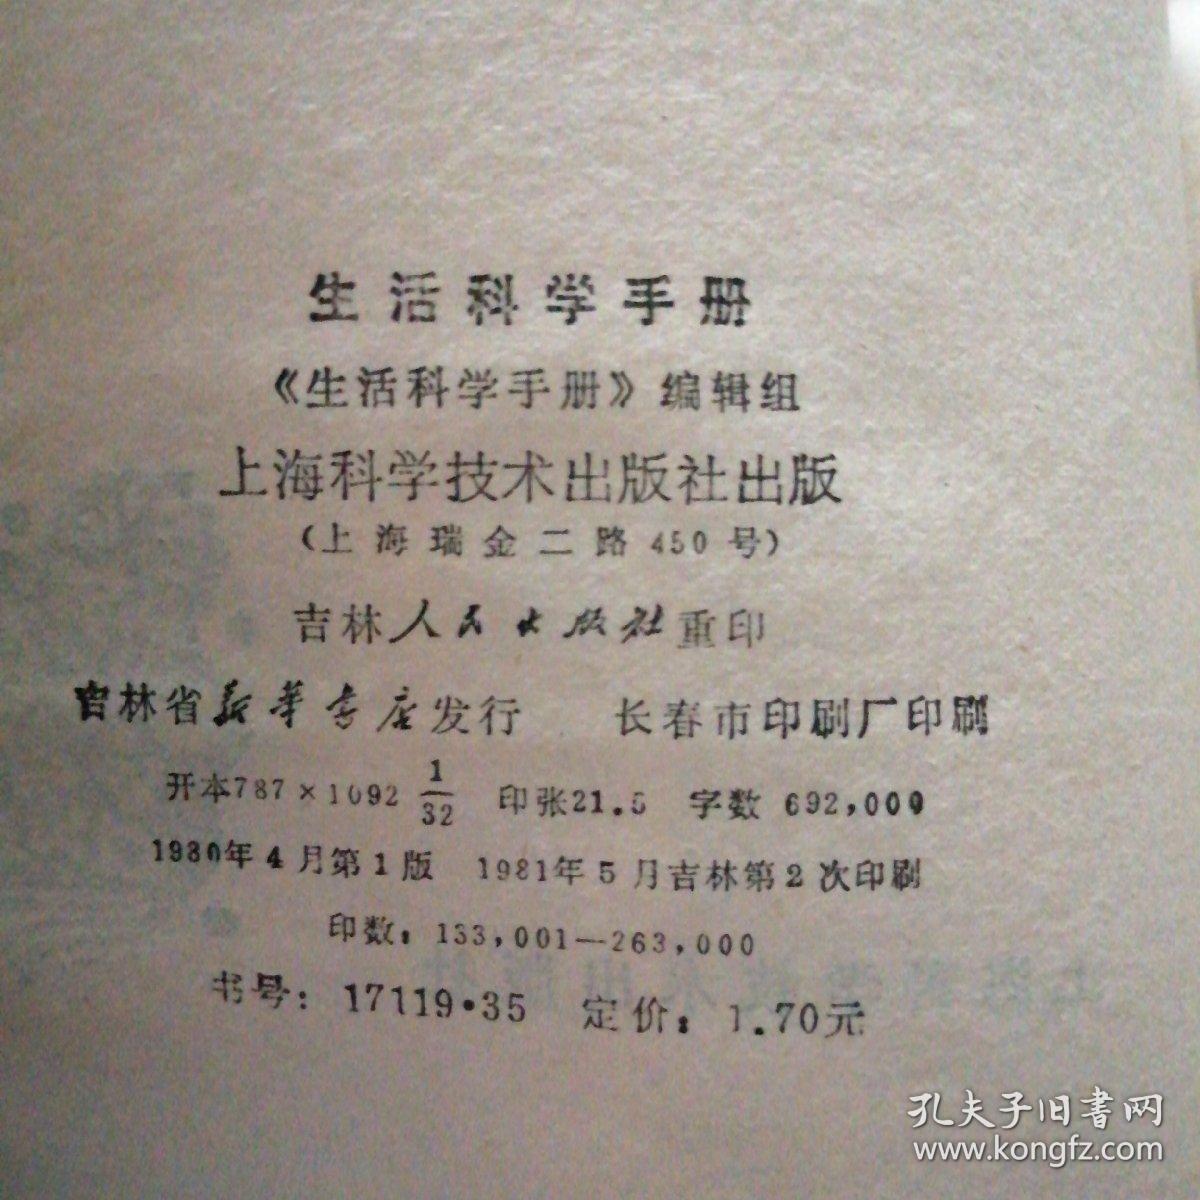 生活科学手册
《生活科学手册》编辑组
上海科学技术出版社出版
(上海瑞金二路450号)
吉林人民出版社重印
吉林省新华书店发行 长春市印刷厂印刷
开本787×1092 1/32 印张21.5 字数 692,000
1980年4月第1版 1981年5月吉林第2次印刷
印数：133,001—263,000
书号：17119·35 定价：1.70元
孔夫子旧书网
www.kongfz.com